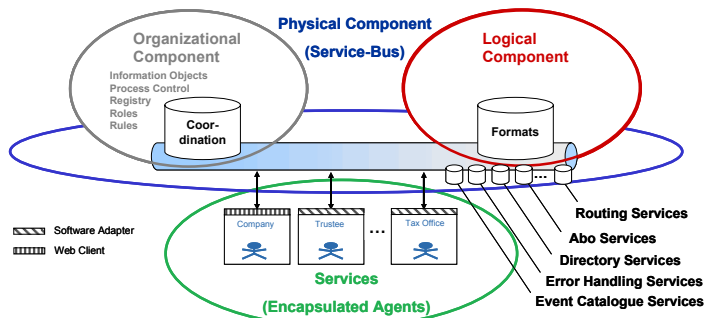 Physical Component
(Service-Bus)
Organizational
Component
Information Objects
Process Control
Registry
Roles
Rules
Coor-
dination
Logical
Component
Formats
...
Routing Services
Abo Services
Directory Services
Error Handling Services
Event Catalogue Services
Company
Trustee
...
Tax Office
Services
(Encapsulated Agents)
Software Adapter
Web Client